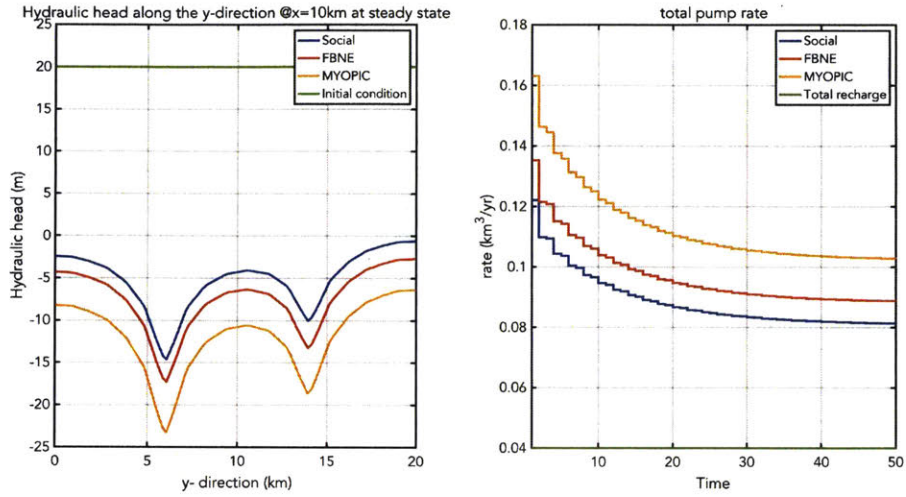 Hydraulic head along the y-direction @x=10km at steady state
25
20
15
10
5
0
-5
-10
-15
-20
-25
Hydraulic head (m)
0
5
10
15
20
y- direction (km)
Social
FBNE
MYOPIC
Initial condition
total pump rate
0.18
0.16
0.14
0.12
0.1
0.08
0.06
0.04
rate (km³/yr)
10
20
30
40
50
Time
Social
FBNE
MYOPIC
Total recharge